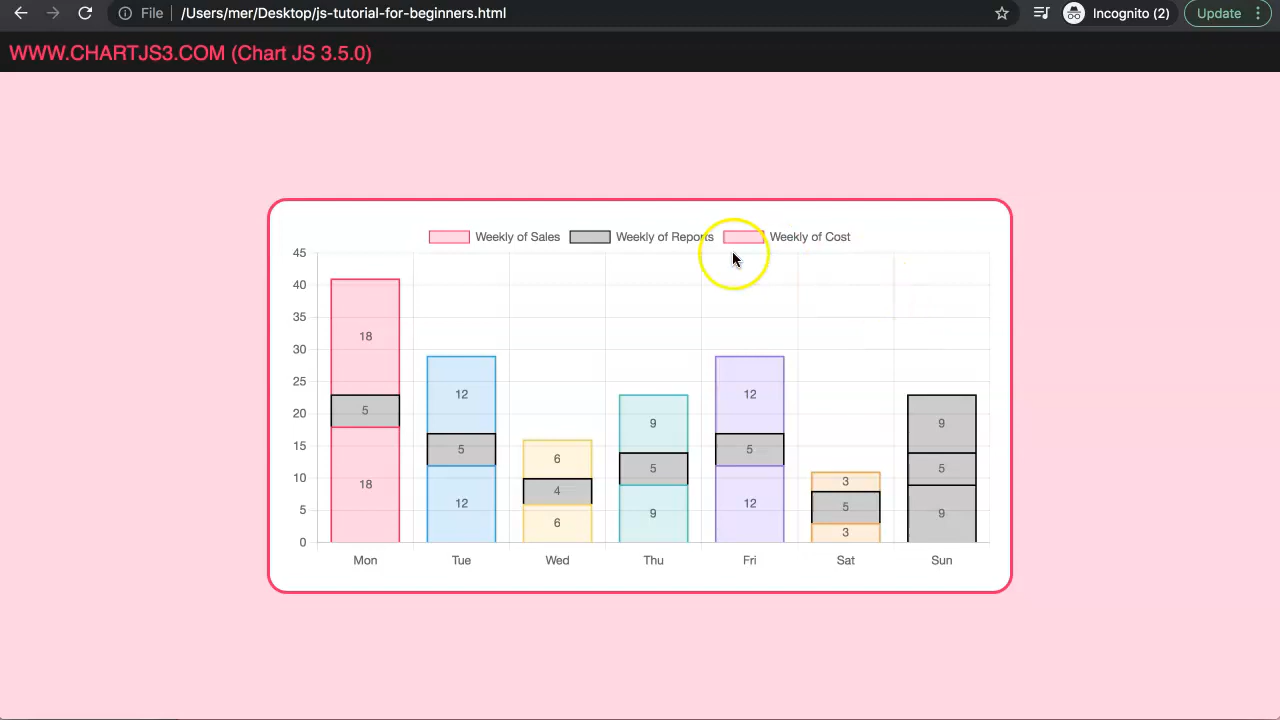 File /Users/mer/Desktop/js-tutorial-for-beginners.html Incognito (2) Update
WWW.CHARTJS3.COM (Chart JS 3.5.0)
Weekly of Sales Weekly of Reports Weekly of Cost
45
40
35
30
25
20
15
10
5
0
18 5 18
12 5 12
6 4 6
9 5 9
12 5 12
3 5 3
9 5 9
Mon Tue Wed Thu Fri Sat Sun